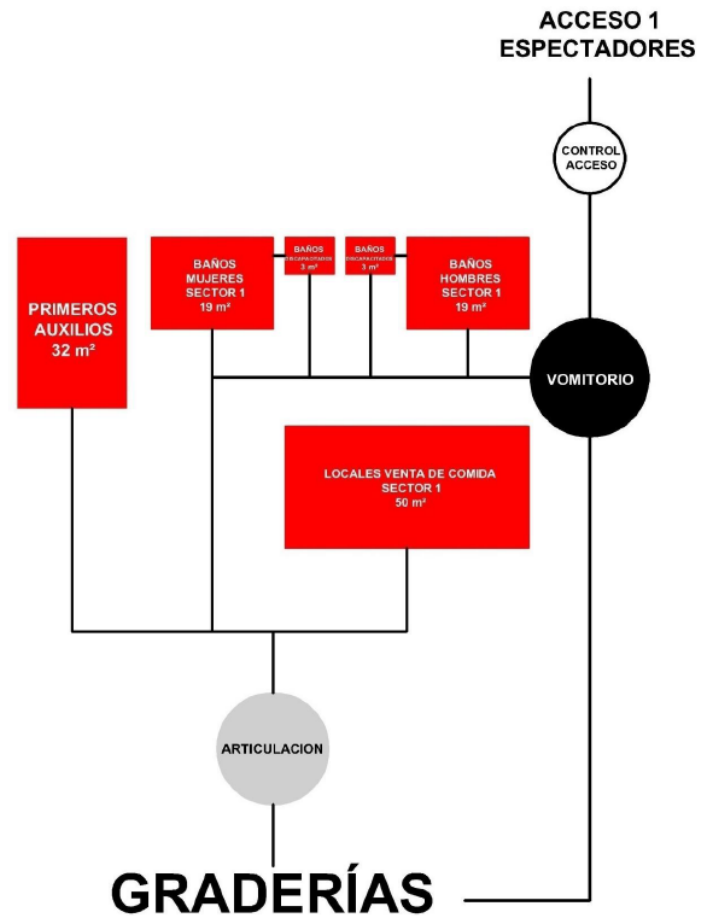 ACCESO 1
ESPECTADORES
CONTROL
ACCESO
PRIMEROS
AUXILIOS
32 m²
BAÑOS
MUJERES
SECTOR 1
19 m²
BAÑOS
DISCAPACITADOS
3 m²
BAÑOS
DISCAPACITADOS
3 m²
BAÑOS
HOMBRES
SECTOR 1
19 m²
VOMITORIO
LOCALES VENTA DE COMIDA
SECTOR 1
50 m²
ARTICULACION
GRADERÍAS